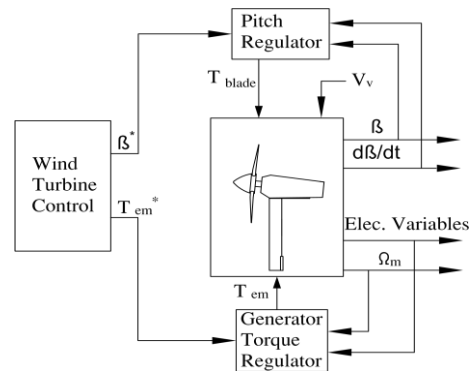 Pitch
Regulator
T blade
V v
ß*
ß
dß/dt
Wind
Turbine
Control
T em*
Elec. Variables
Ω m
T em
Generator
Torque
Regulator